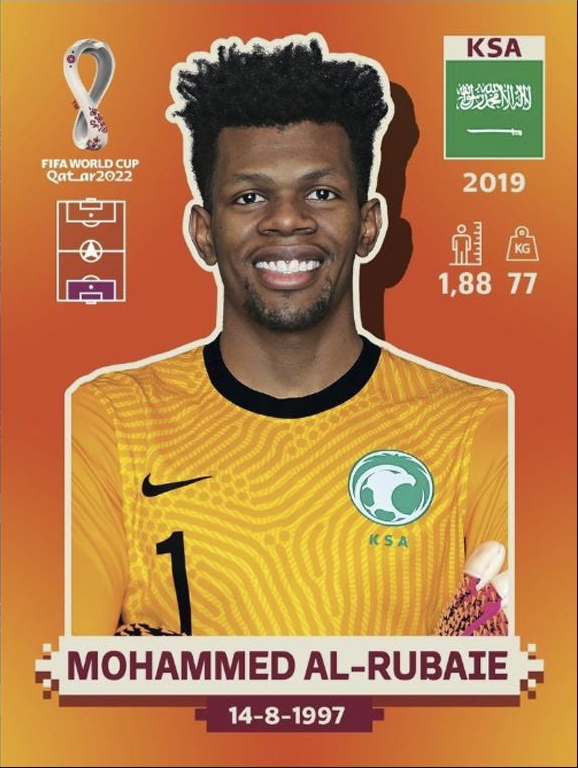 KSA
لا إله إلا الله محمد رسول الله
FIFA WORLD CUP
Qatar2022
2019
KG
1,88 77
KSA
1
MOHAMMED AL-RUBAIE
14-8-1997